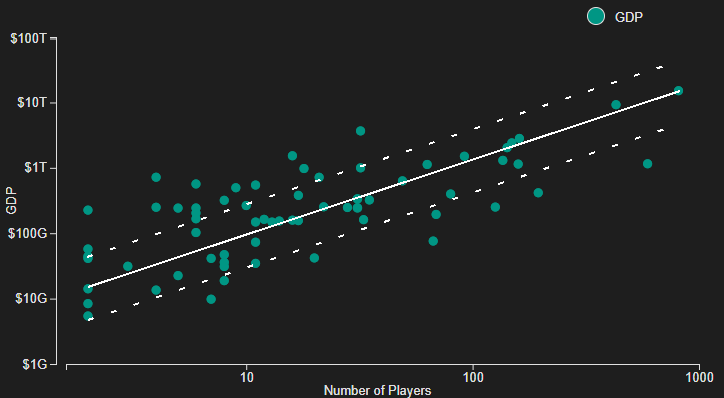 GDP
$100T
$10T
$1T
$100G
$10G
$1G
GDP
10
100
1000
Number of Players